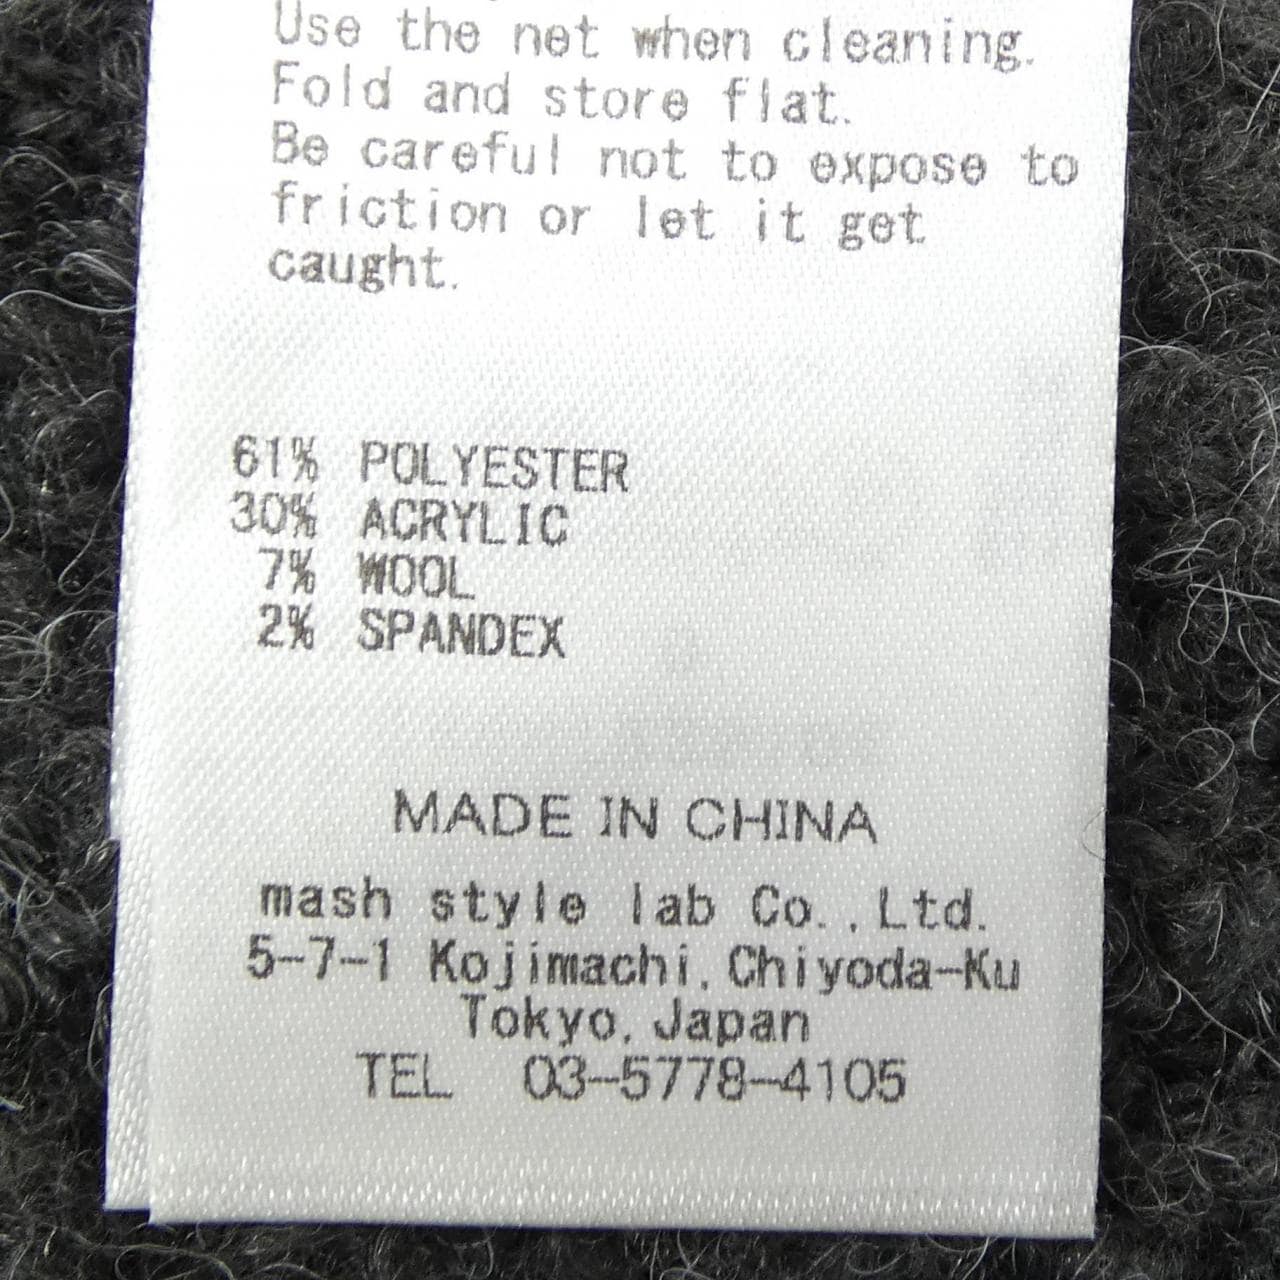 Use the net when cleaning.
Fold and store flat.
Be careful not to expose to
friction or let it get
caught.
61% POLYESTER
30% ACRYLIC
7% WOOL
2% SPANDEX
MADE IN CHINA
mash style lab Co.,Ltd.
5-7-1 Kojimachi,Chiyoda-Ku
Tokyo,Japan
TEL 03-5778-4105